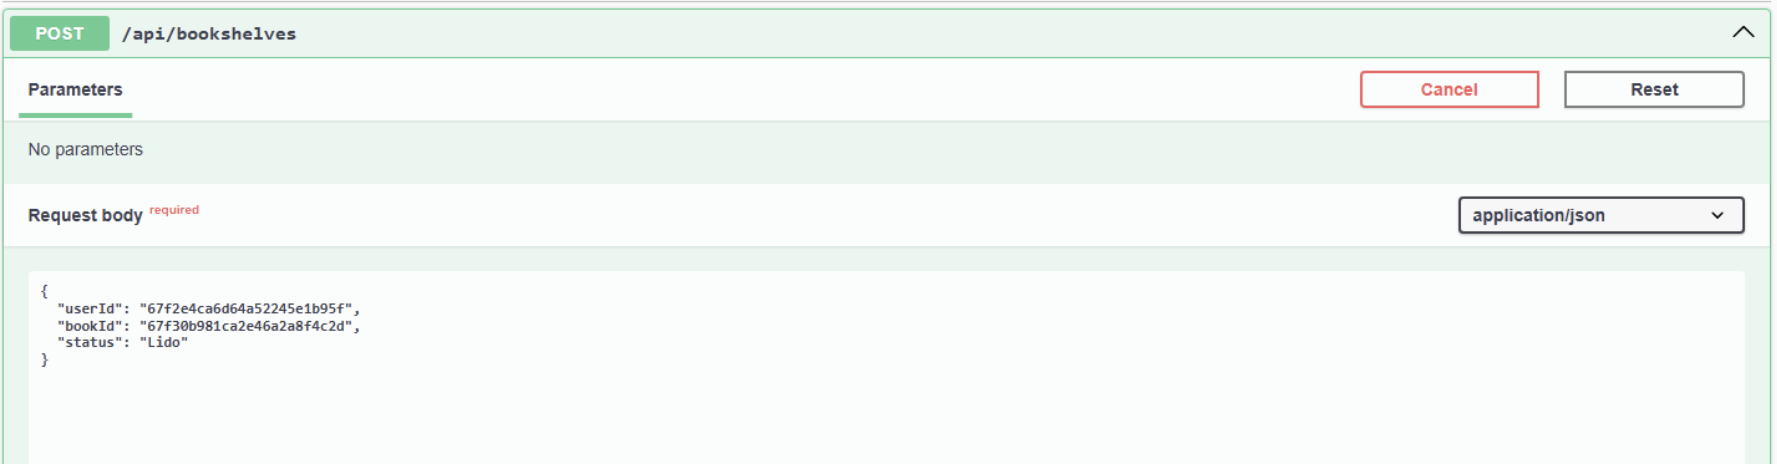 POST /api/bookshelves
Parameters Cancel Reset
No parameters
Request body required application/json
{
"userId": "67f2e4ca6d64a52245e1b95f",
"bookId": "67f30b981ca2e46a2a8f4c2d",
"status": "Lido"
}